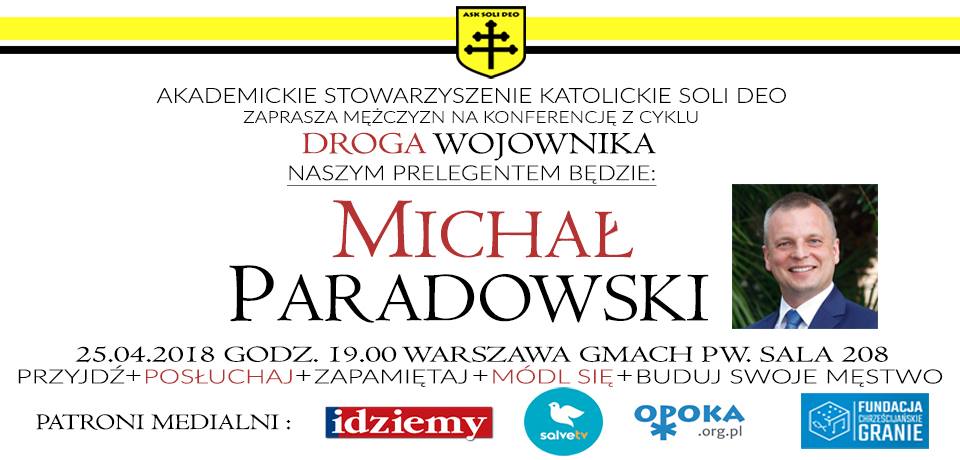 ASK SOLI DEO
AKADEMICKIE STOWARZYSZENIE KATOLICKIE SOLI DEO
ZAPRASZA MĘŻCZYZN NA KONFERENCJĘ Z CYKLU
DROGA WOJOWNIKA
NASZYM PRELEGENTEM BĘDZIE:
MICHAŁ
PARADOWSKI
25.04.2018 GODZ. 19.00 WARSZAWA GMACH PW. SALA 208
PRZYJDŹ+POSŁUCHAJ+ZAPAMIĘTAJ+MÓDL SIĘ+BUDUJ SWOJE MĘSTWO
PATRONI MEDIALNI :
idziemy
salvetv
OPOKA
.org.pl
FUNDACJA
CHRZEŚCIJAŃSKIE
GRANIE